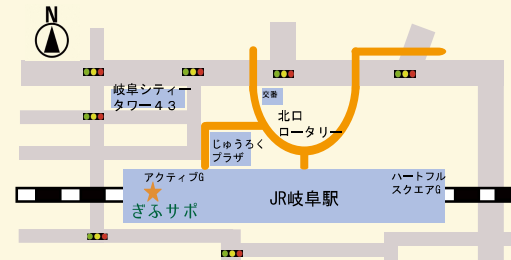 N
岐阜シティー
タワー４３
交番
北口
ロータリー
じゅうろく
プラザ
アクティブG
ぎふサポ
JR岐阜駅
ハートフル
スクエアG